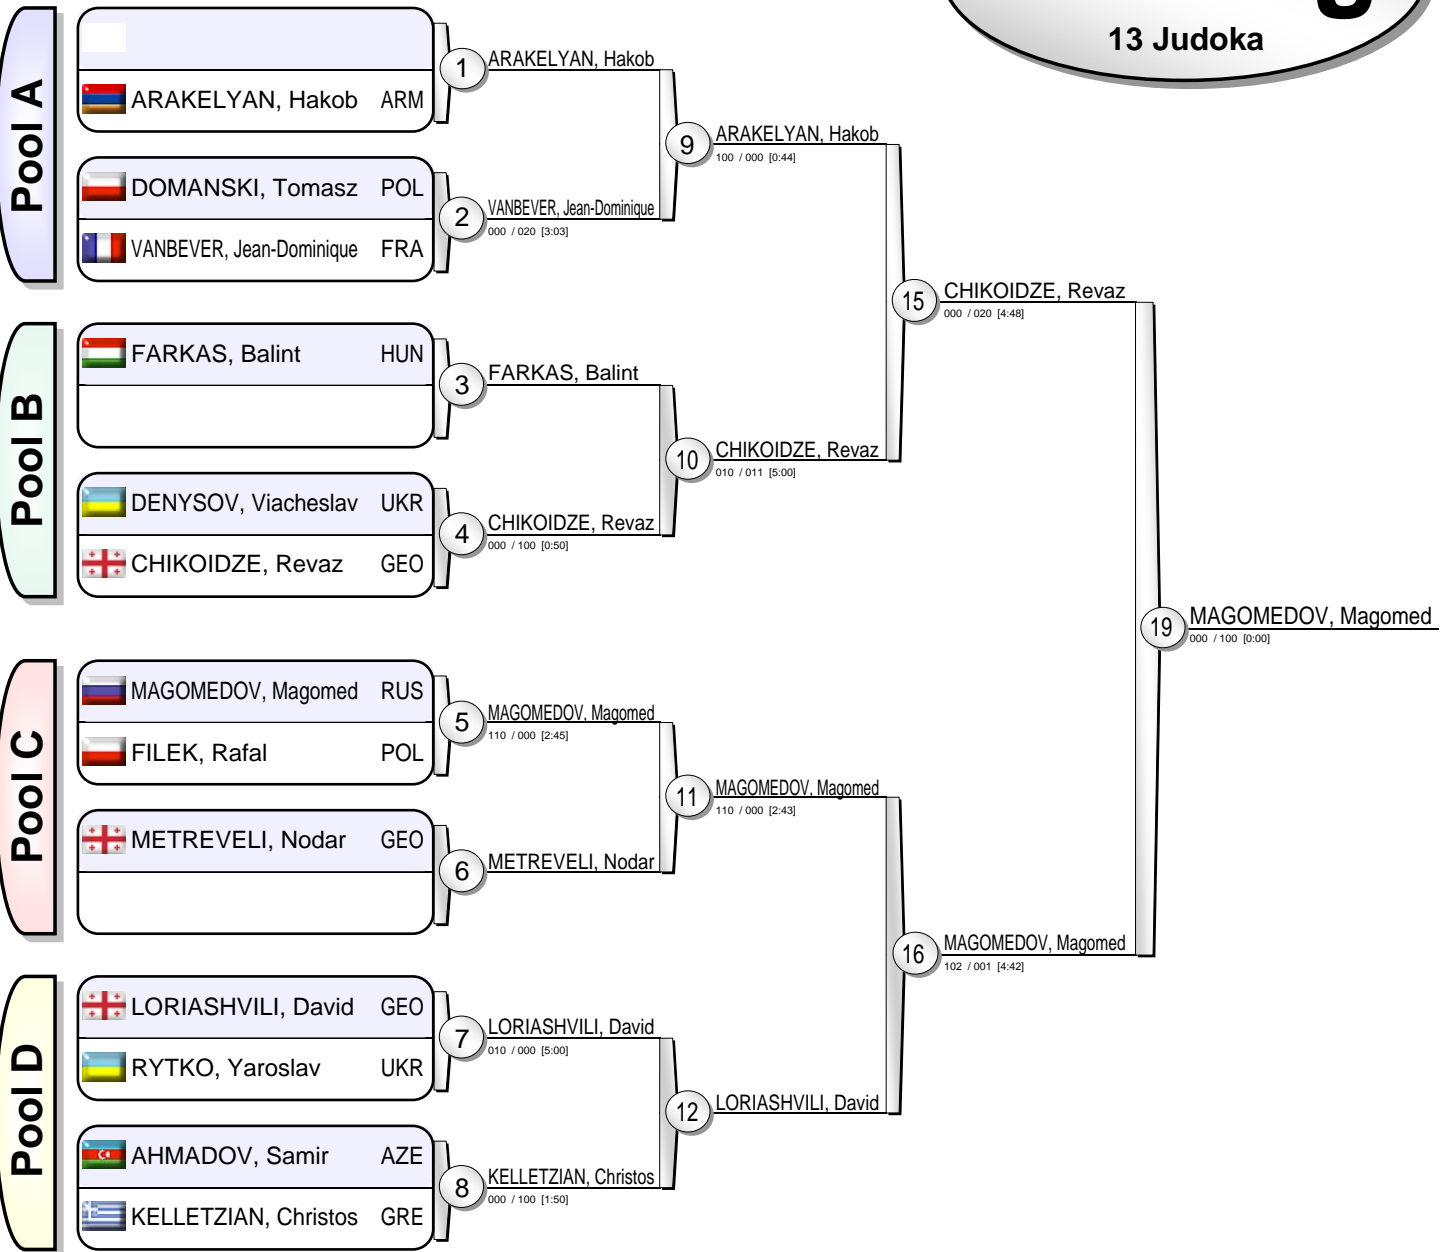 13 Judoka
Pool A
ARAKELYAN, Hakob ARM
DOMANSKI, Tomasz POL
VANBEVER, Jean-Dominique FRA
1 ARAKELYAN, Hakob
2 VANBEVER, Jean-Dominique
000 / 020 [3:03]
9 ARAKELYAN, Hakob
100 / 000 [0:44]
Pool B
FARKAS, Balint HUN
DENYSOV, Viacheslav UKR
CHIKOIDZE, Revaz GEO
3 FARKAS, Balint
4 CHIKOIDZE, Revaz
000 / 100 [0:50]
10 CHIKOIDZE, Revaz
010 / 011 [5:00]
15 CHIKOIDZE, Revaz
000 / 020 [4:48]
Pool C
MAGOMEDOV, Magomed RUS
FILEK, Rafal POL
METREVELI, Nodar GEO
5 MAGOMEDOV, Magomed
110 / 000 [2:45]
6 METREVELI, Nodar
11 MAGOMEDOV, Magomed
110 / 000 [2:43]
Pool D
LORIASHVILI, David GEO
RYTKO, Yaroslav UKR
AHMADOV, Samir AZE
KELLETZIAN, Christos GRE
7 LORIASHVILI, David
010 / 000 [5:00]
8 KELLETZIAN, Christos
000 / 100 [1:50]
12 LORIASHVILI, David
16 MAGOMEDOV, Magomed
102 / 001 [4:42]
19 MAGOMEDOV, Magomed
000 / 100 [0:00]